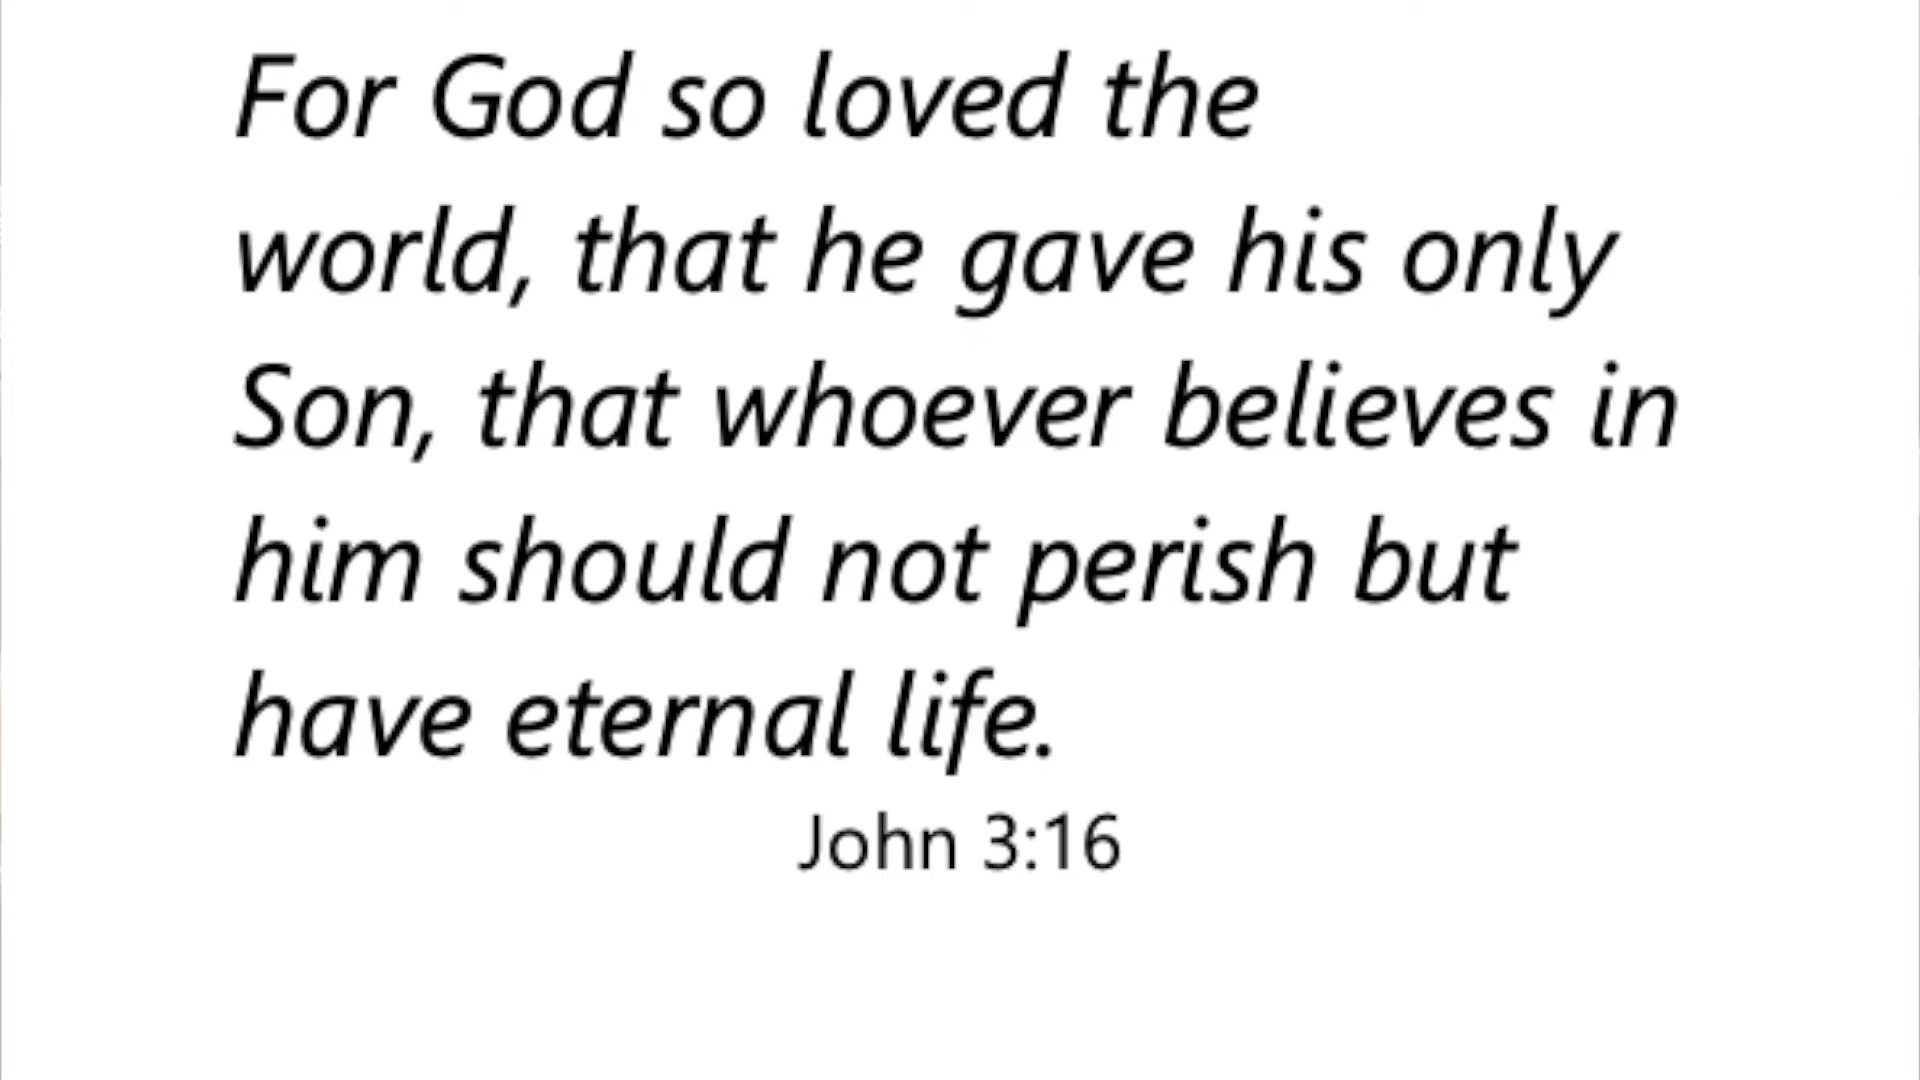 For God so loved the
world, that he gave his only
Son, that whoever believes in
him should not perish but
have eternal life.
John 3:16